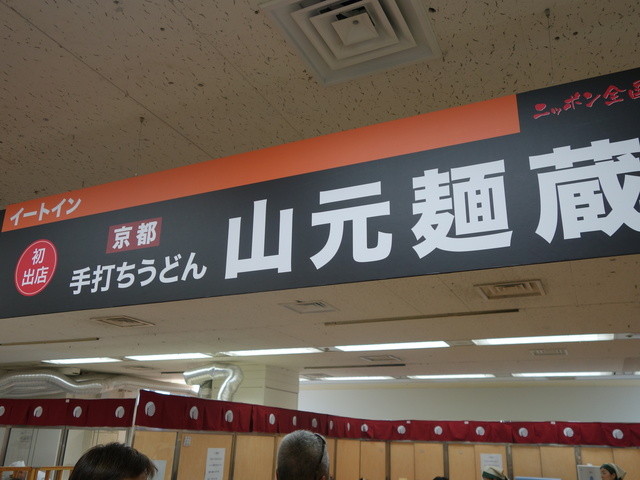 イートイン
ニッポン全国
初
出店
京都
手打ちうどん
山元麺蔵